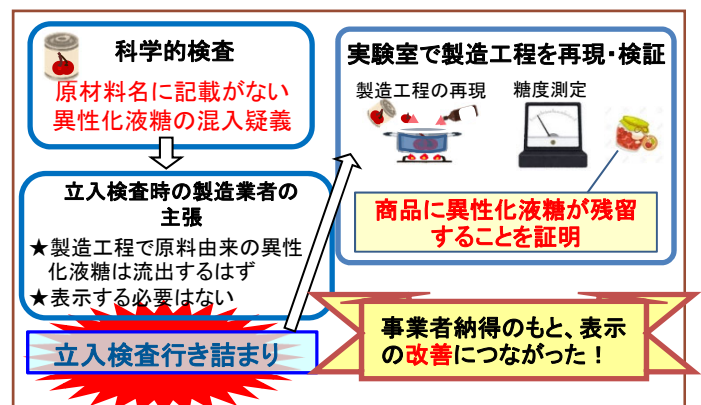 科学的検査
原材料名に記載がない
異性化液糖の混入疑義
立入検査時の製造業者の
主張
★製造工程で原料由来の異性
化液糖は流出するはず
★表示する必要はない
立入検査行き詰まり
実験室で製造工程を再現・検証
製造工程の再現
糖度測定
商品に異性化液糖が残留
することを証明
事業者納得のもと、表示
の改善につながった！